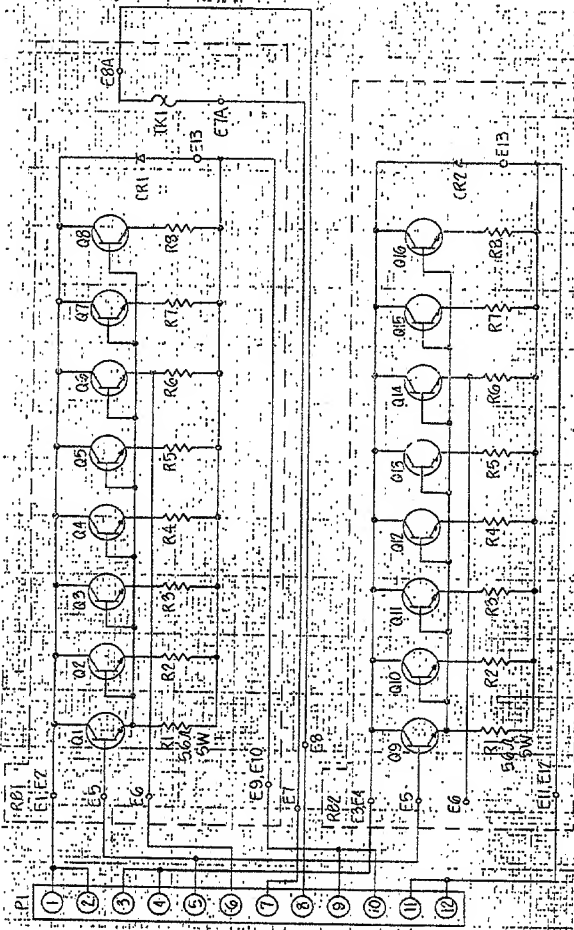 E8A
TK1
E7A
E13
CR1
Q1
Q2
Q3
Q4
Q5
Q6
Q7
Q8
R1
56Ω
5W
R2
R3
R4
R5
R6
R7
R8
RB1
E1,E2
E5
E6
E9,E10
E7
E8
P1
1
2
3
4
5
6
7
8
9
10
11
12
RB2
E3,E4
E5
E6
E11,E12
Q9
Q10
Q11
Q12
Q13
Q14
Q15
Q16
R1
56Ω
5W
R2
R3
R4
R5
R6
R7
R8
CR2
E13